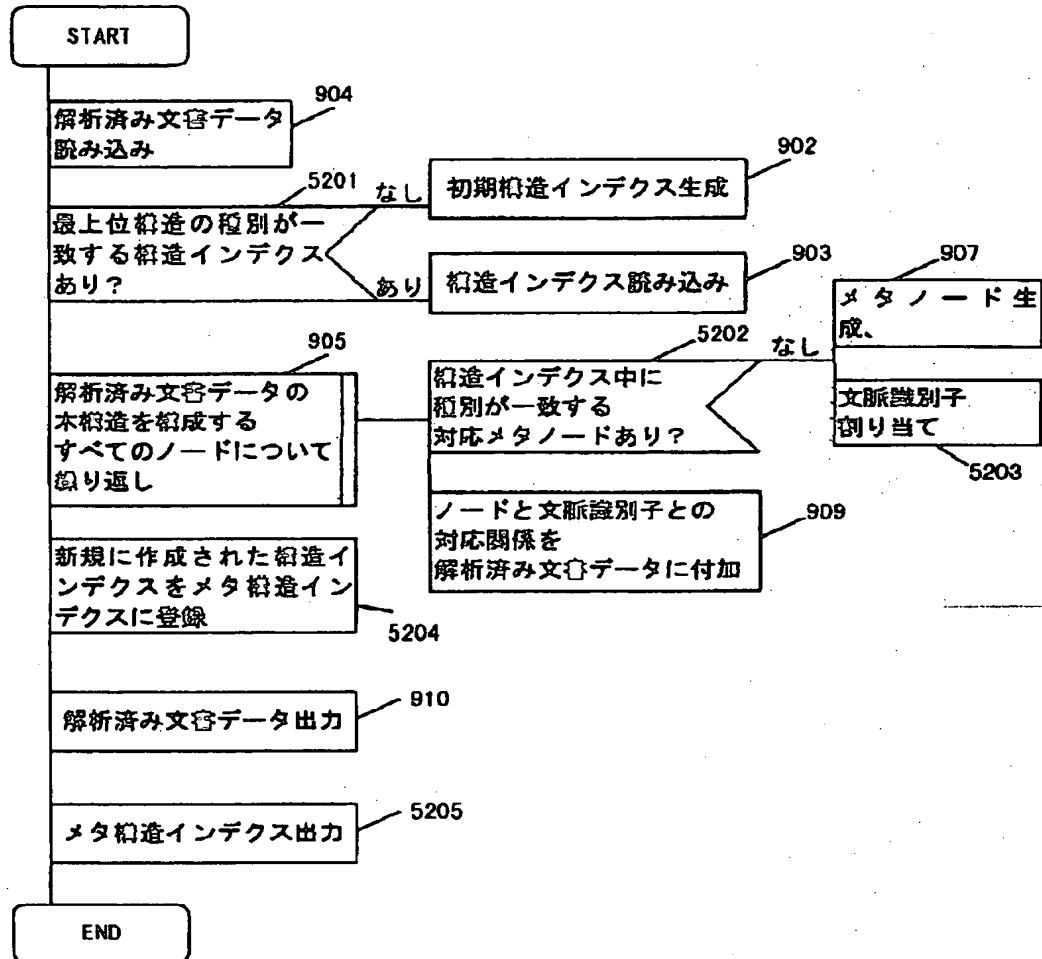 START
904
解析済み文書データ
読み込み
5201
なし
902
初期構造インデクス生成
最上位構造の種別が一
致する構造インデクス
あり?
あり
903
構造インデクス読み込み
907
メタノード生
成、
905
解析済み文書データの
木構造を構成する
すべてのノードについて
繰り返し
5202
なし
構造インデクス中に
種別が一致する
対応メタノードあり?
文脈識別子
割り当て
5203
ノードと文脈識別子との
対応関係を
解析済み文書データに付加
909
新規に作成された構造イ
ンデクスをメタ構造イン
デクスに登録
5204
解析済み文書データ出力
910
メタ構造インデクス出力
5205
END